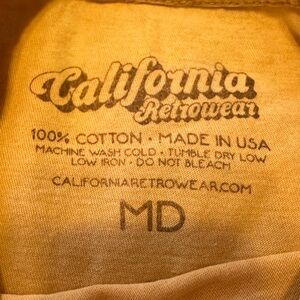 California
Retrowear
100% COTTON · MADE IN USA
MACHINE WASH COLD · TUMBLE DRY LOW
LOW IRON · DO NOT BLEACH
CALIFORNIARETROWEAR.COM
MD